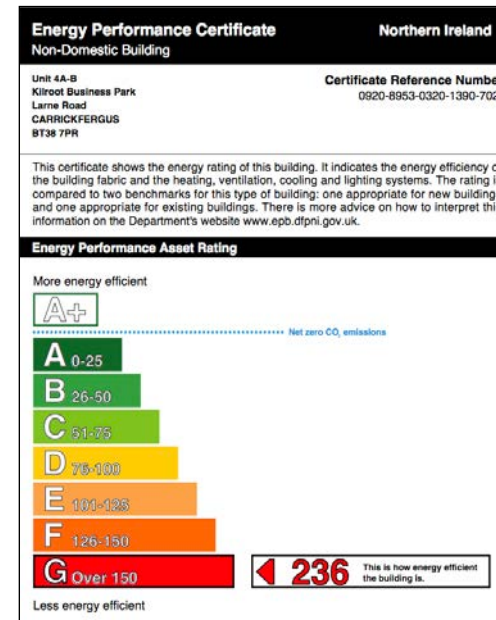 Energy Performance Certificate Northern Ireland
Non-Domestic Building
Unit 4A-B
Kilroot Business Park
Larne Road
CARRICKFERGUS
BT38 7PR
Certificate Reference Numbe
0920-8953-0320-1390-702
This certificate shows the energy rating of this building. It indicates the energy efficiency o
the building fabric and the heating, ventilation, cooling and lighting systems. The rating i
compared to two benchmarks for this type of building: one appropriate for new building
and one appropriate for existing buildings. There is more advice on how to interpret thi
information on the Department's website www.epb.dfpni.gov.uk.
Energy Performance Asset Rating
More energy efficient
A+
Net zero CO₂ emissions
A 0-25
B 26-50
C 51-75
D 76-100
E 101-125
F 126-150
G Over 150
236 This is how energy efficient
the building is.
Less energy efficient